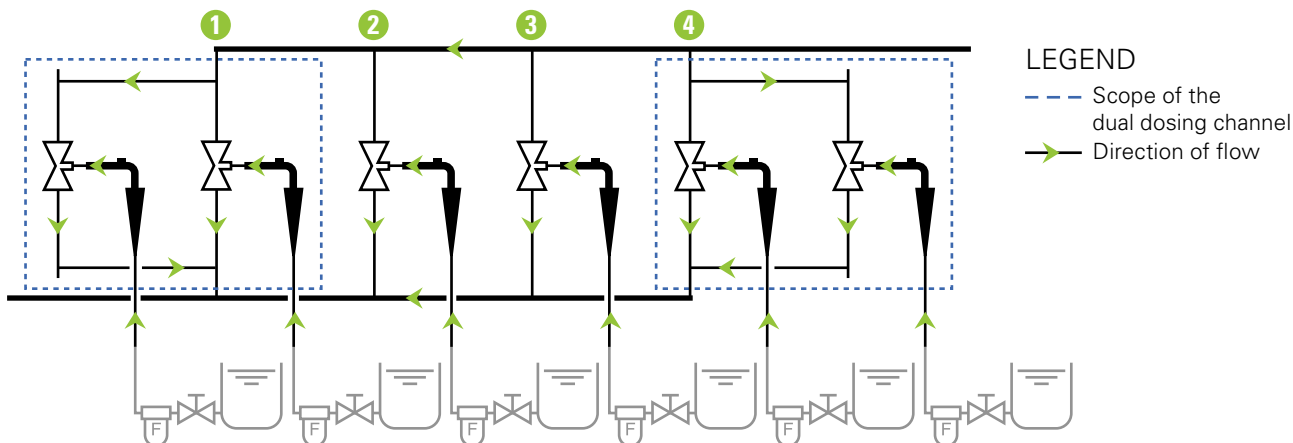 1 2 3 4
LEGEND
Scope of the
dual dosing channel
Direction of flow
F F F F F F